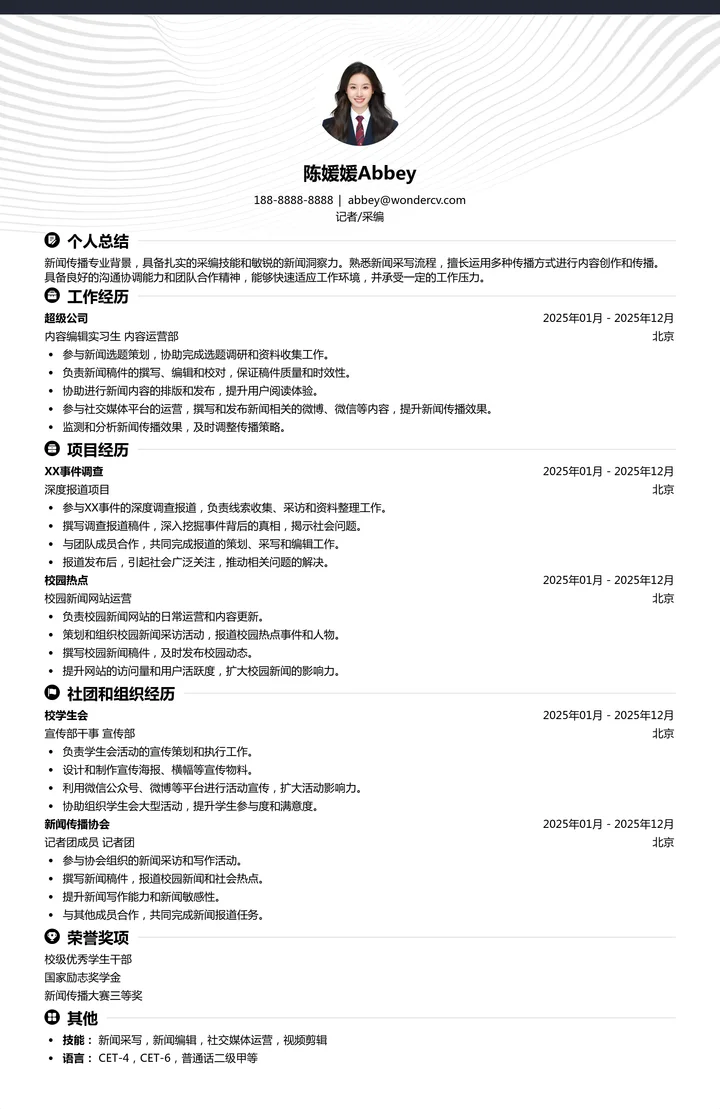 陈媛媛Abbey
188-8888-8888 | abbey@wondercv.com
记者/采编
个人总结
新闻传播专业背景，具备扎实的采编技能和敏锐的新闻洞察力。熟悉新闻采写流程，擅长运用多种传播方式进行内容创作和传播。
具备良好的沟通协调能力和团队合作精神，能够快速适应工作环境，并承受一定的工作压力。
工作经历
超级公司 2025年01月 - 2025年12月
内容编辑实习生 内容运营部 北京
• 参与新闻选题策划，协助完成选题调研和资料收集工作。
• 负责新闻稿件的撰写、编辑和校对，保证稿件质量和时效性。
• 协助进行新闻内容的排版和发布，提升用户阅读体验。
• 参与社交媒体平台的运营，撰写和发布新闻相关的微博、微信等内容，提升新闻传播效果。
• 监测和分析新闻传播效果，及时调整传播策略。
项目经历
XX事件调查 2025年01月 - 2025年12月
深度报道项目 北京
• 参与XX事件的深度调查报道，负责线索收集、采访和资料整理工作。
• 撰写调查报道稿件，深入挖掘事件背后的真相，揭示社会问题。
• 与团队成员合作，共同完成报道的策划、采写和编辑工作。
• 报道发布后，引起社会广泛关注，推动相关问题的解决。
校园热点 2025年01月 - 2025年12月
校园新闻网站运营 北京
• 负责校园新闻网站的日常运营和内容更新。
• 策划和组织校园新闻采访活动，报道校园热点事件和人物。
• 撰写校园新闻稿件，及时发布校园动态。
• 提升网站的访问量和用户活跃度，扩大校园新闻的影响力。
社团和组织经历
校学生会 2025年01月 - 2025年12月
宣传部干事 宣传部 北京
• 负责学生会活动的宣传策划和执行工作。
• 设计和制作宣传海报、横幅等宣传物料。
• 利用微信公众号、微博等平台进行活动宣传，扩大活动影响力。
• 协助组织学生会大型活动，提升学生参与度和满意度。
新闻传播协会 2025年01月 - 2025年12月
记者团成员 记者团 北京
• 参与协会组织的新闻采访和写作活动。
• 撰写新闻稿件，报道校园新闻和社会热点。
• 提升新闻写作能力和新闻敏感性。
• 与其他成员合作，共同完成新闻报道任务。
荣誉奖项
校级优秀学生干部
国家励志奖学金
新闻传播大赛三等奖
其他
• 技能： 新闻采写，新闻编辑，社交媒体运营，视频剪辑
• 语言： CET-4，CET-6，普通话二级甲等